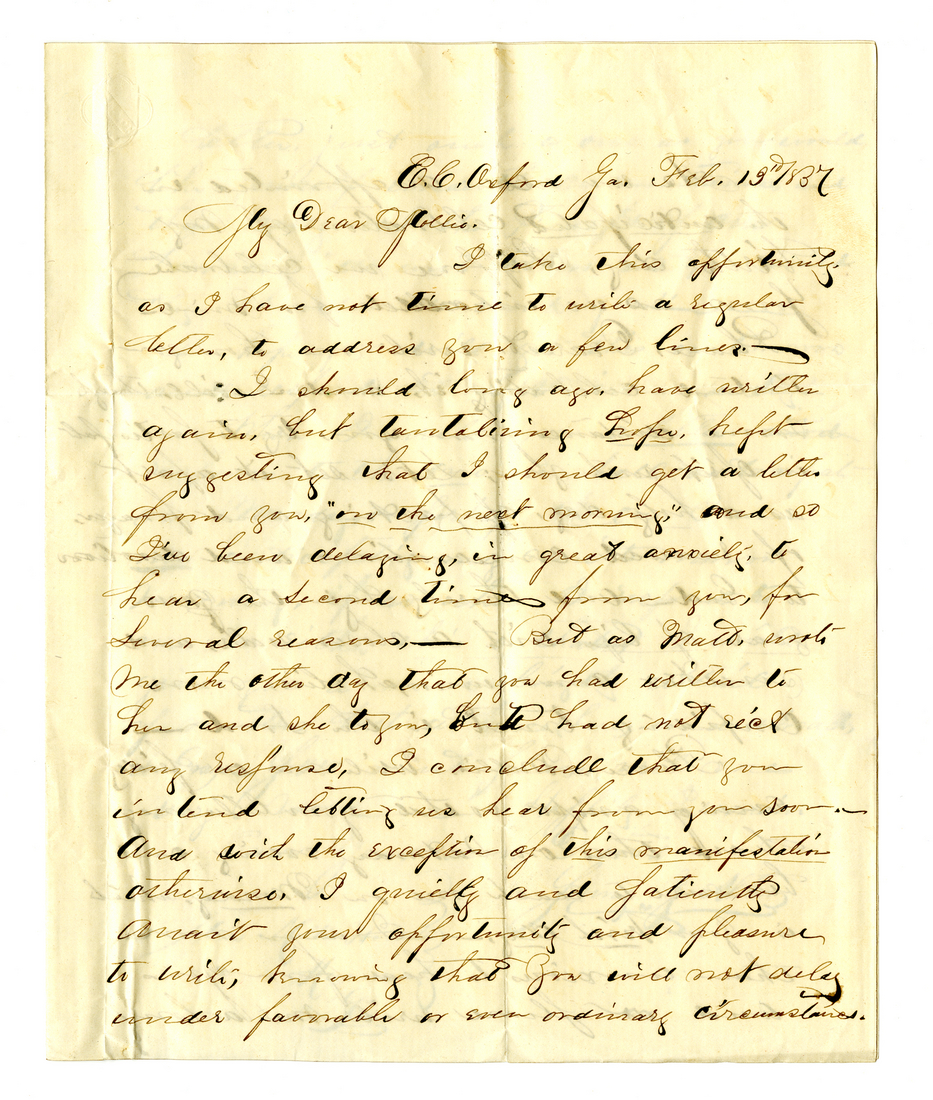 E.C. Oxford Ga. Feb. 13th/1857
My Dear Mollie.
I take this opportunity
as I have not time to write a regular
letter, to address you a few lines.—
I should long ago, have written
again, but tantalizing Hope, kept
suggesting that I should get a letter
from you, "on the next morning," and so
I've been delaying, in great anxiety, to
hear a second time from you, for
several reasons,— But as Matt. wrote
me the other day that you had written to
her and she to you, but had not rec'd
any response, I conclude that you
intend letting us hear from you soon.—
And with the exception of this manifestation
otherwise, I quietly and patiently
await your opportunity and pleasure
to write, knowing that you will not delay
under favorable or even ordinary circumstances.